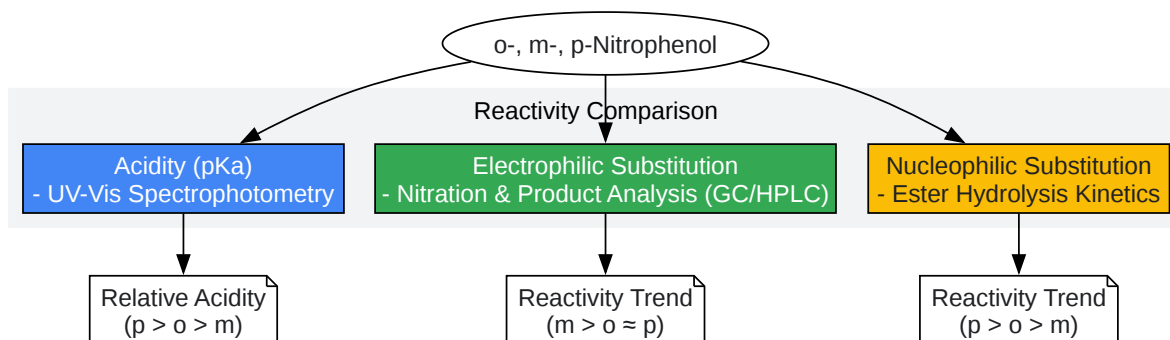 o-, m-, p-Nitrophenol
Reactivity Comparison
Acidity (pKa)
- UV-Vis Spectrophotometry
Electrophilic Substitution
- Nitration & Product Analysis (GC/HPLC)
Nucleophilic Substitution
- Ester Hydrolysis Kinetics
Relative Acidity
(p > o > m)
Reactivity Trend
(m > o ≈ p)
Reactivity Trend
(p > o > m)